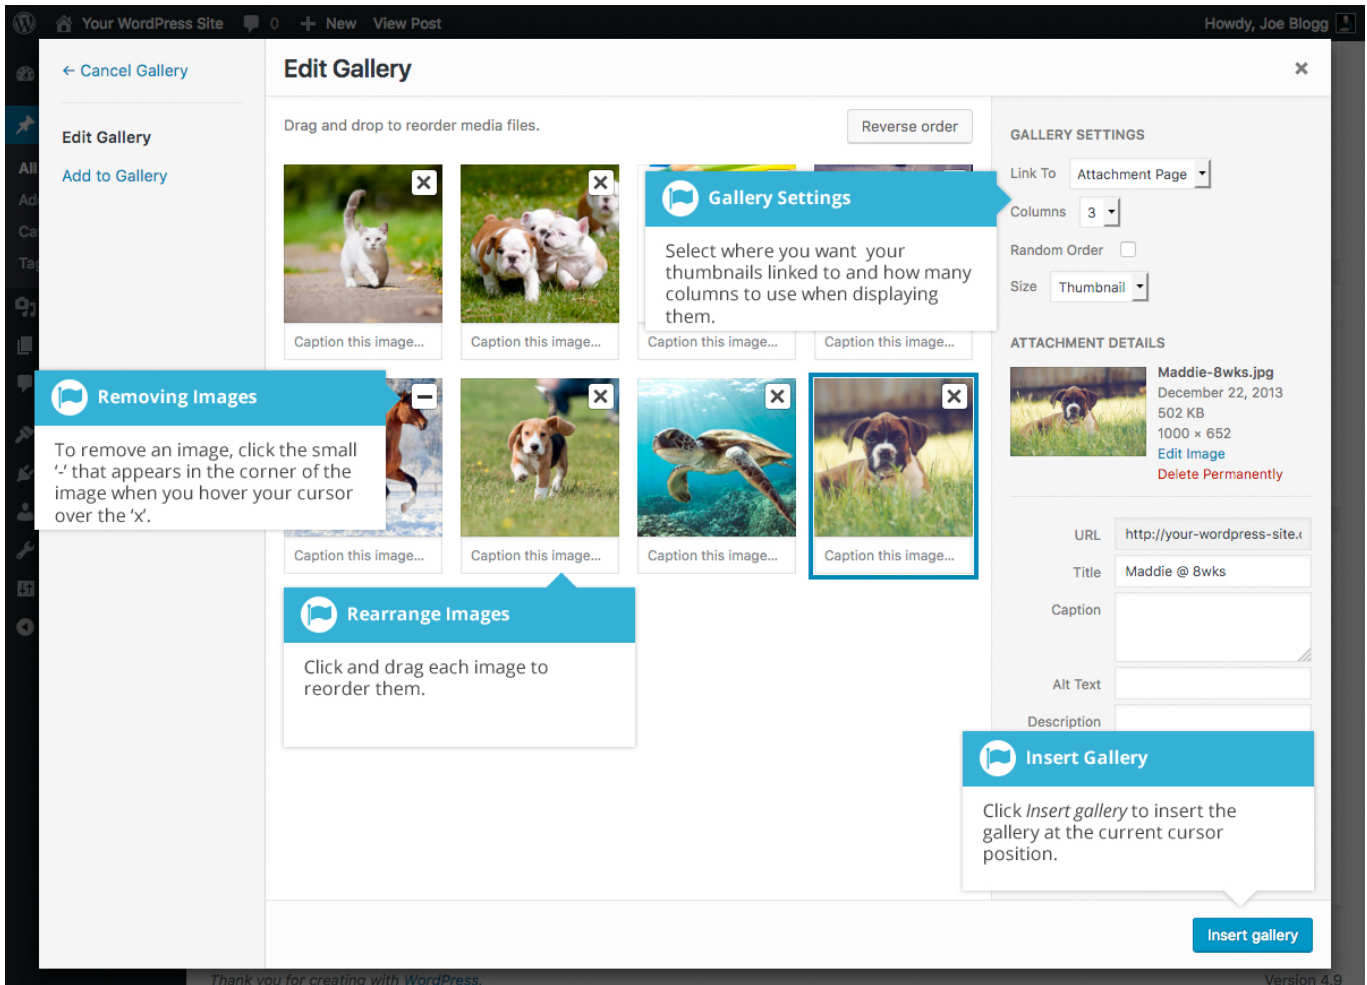 Your WordPress Site
0
New
View Post
Howdy, Joe Blogg
← Cancel Gallery
Edit Gallery
Add to Gallery
All
Edit Gallery
Drag and drop to reorder media files.
Reverse order
Caption this image...
Caption this image...
Caption this image...
Caption this image...
Gallery Settings
Select where you want your
thumbnails linked to and how many
columns to use when displaying
them.
Removing Images
To remove an image, click the small
‘-’ that appears in the corner of the
image when you hover your cursor
over the ‘x’.
Caption this image...
Caption this image...
Caption this image...
Caption this image...
Rearrange Images
Click and drag each image to
reorder them.
GALLERY SETTINGS
Link To Attachment Page
Columns 3
Random Order
Size Thumbnail
ATTACHMENT DETAILS
Maddie-8wks.jpg
December 22, 2013
502 KB
1000 × 652
Edit Image
Delete Permanently
URL http://your-wordpress-site.
Title Maddie @ 8wks
Caption
Alt Text
Description
Insert Gallery
Click Insert gallery to insert the
gallery at the current cursor
position.
Insert gallery
Thank you for creating with WordPress.
Version 4.9